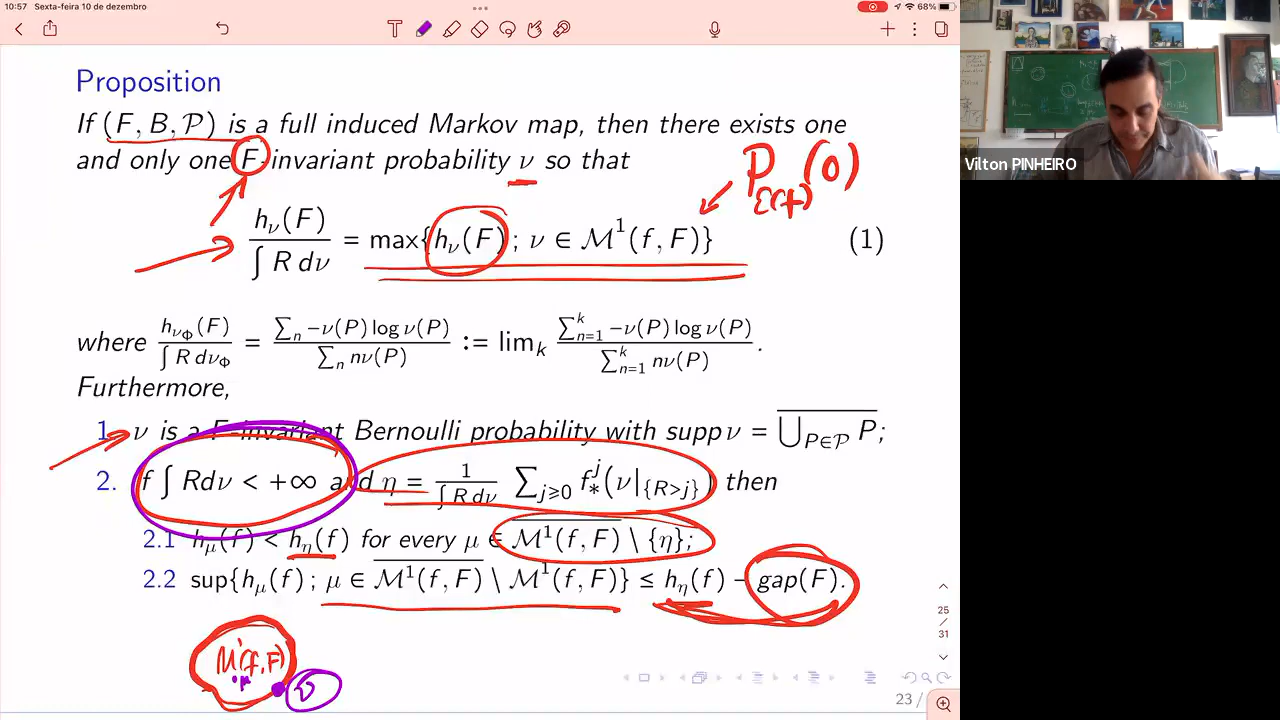 10:57 Sexta-feira 10 de dezembro
68%
Proposition
If (F, B, 𝒫) is a full induced Markov map, then there exists one
and only one F-invariant probability ν so that
P_{ℰ(f)}(0)
h_ν(F) / ∫ R dν = max{h_ν(F); ν ∈ ℳ¹(f, F)} (1)
where h_{ν_Φ}(F) / ∫ R dν_Φ = ∑_n −ν(P) log ν(P) / ∑_n nν(P) := lim_k ∑_{n=1}^k −ν(P) log ν(P) / ∑_{n=1}^k nν(P).
Furthermore,
1. ν is a F-invariant Bernoulli probability with supp ν = \overline{⋃_{P∈𝒫} P};
2. f ∫ Rdν < +∞ and η = 1/∫ R dν ∑_{j⩾0} f_*^j(ν|_{{R>j}}) then
2.1 h_μ(f) < h_η(f) for every μ ∈ \overline{ℳ¹(f, F)} \ {η};
2.2 sup{h_μ(f); μ ∈ \overline{ℳ¹(f, F)} \ ℳ¹(f, F)} ≤ h_η(f) − gap(F).
ℳ¹(f,F)
μ
23
25
/
31
Vilton PINHEIRO